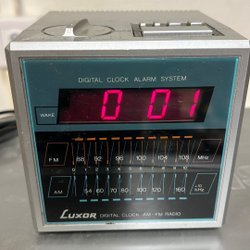 DIGITAL CLOCK ALARM SYSTEM
0 01
WAKE
FM 88 92 96 100 104 108 MHz
AM 54 60 80 100 120 160 x10 KHz
LUXOR DIGITAL CLOCK AM-FM RADIO